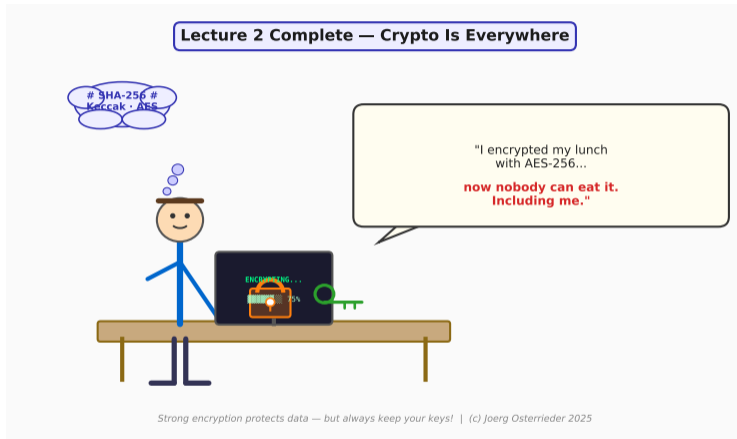 Lecture 2 Complete — Crypto Is Everywhere
# SHA-256 #
Keccak · AES
"I encrypted my lunch
with AES-256...
now nobody can eat it.
Including me."
ENCRYPTING...
75%
Strong encryption protects data — but always keep your keys! | (c) Joerg Osterrieder 2025